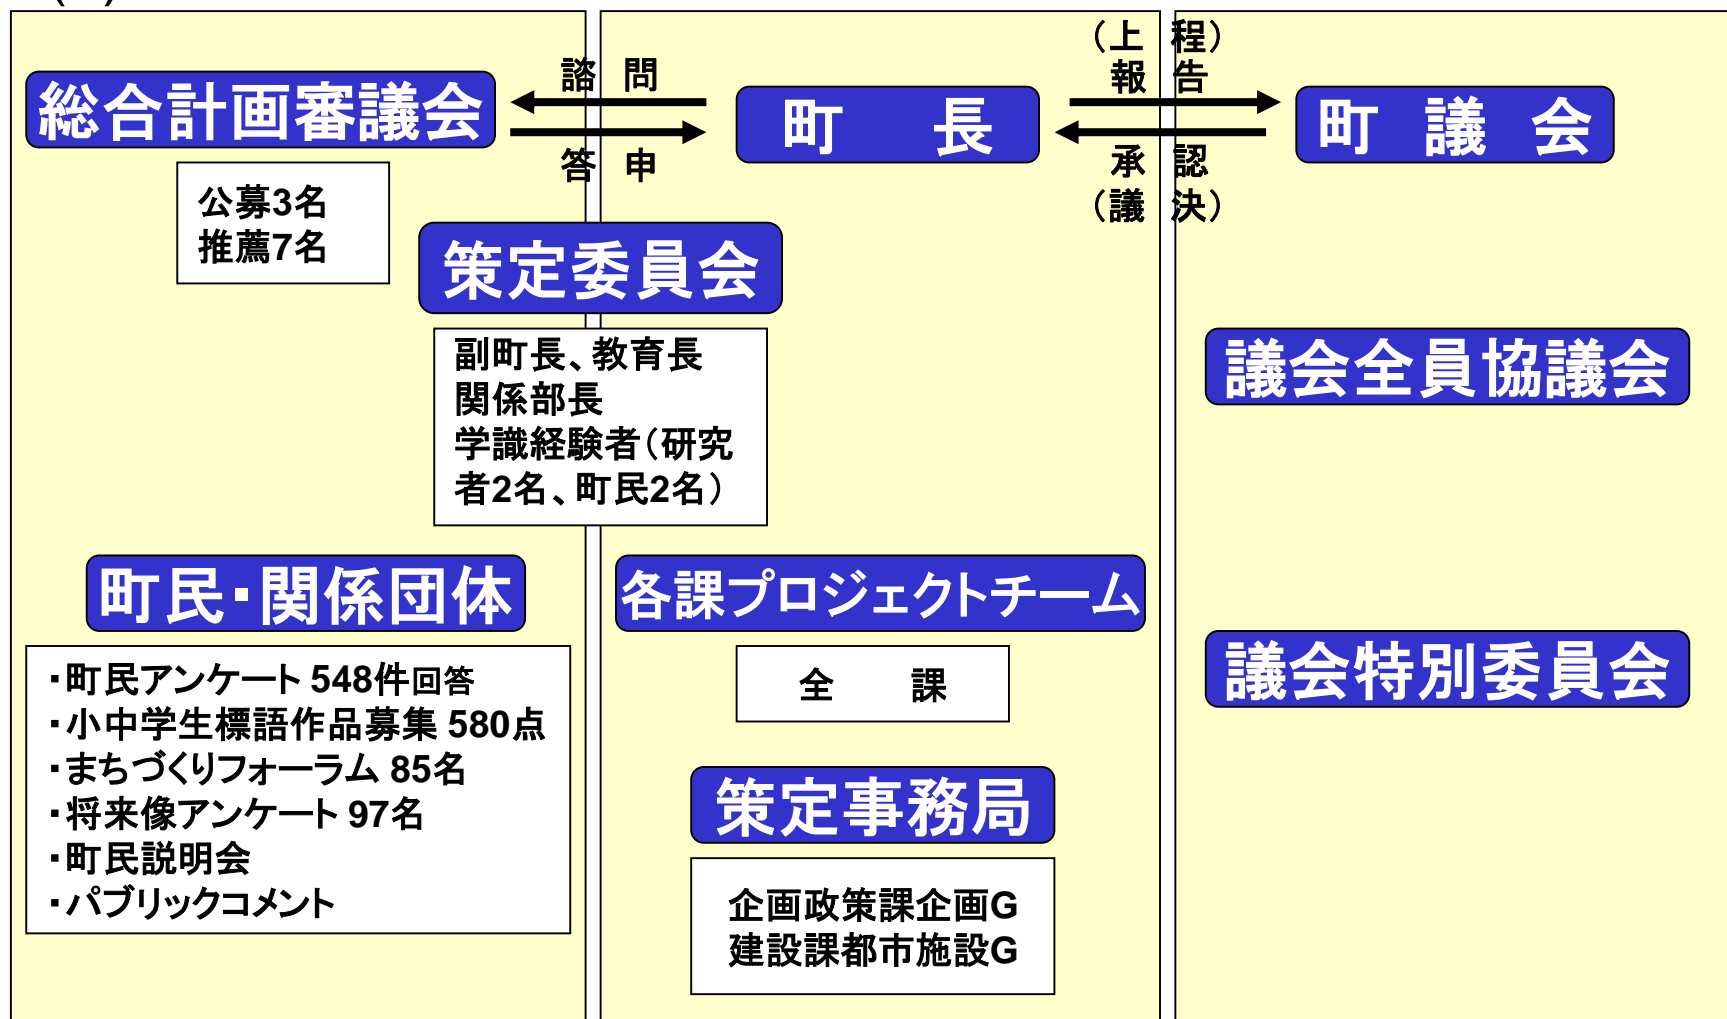 総合計画審議会
諮 問
答 申
町 長
(上 程)
報 告
承 認
(議 決)
町 議 会
公募3名
推薦7名
策定委員会
副町長、教育長
関係部長
学識経験者(研究
者2名、町民2名)
議会全員協議会
町民・関係団体
・町民アンケート 548件回答
・小中学生標語作品募集 580点
・まちづくりフォーラム 85名
・将来像アンケート 97名
・町民説明会
・パブリックコメント
各課プロジェクトチーム
全 課
策定事務局
企画政策課企画G
建設課都市施設G
議会特別委員会